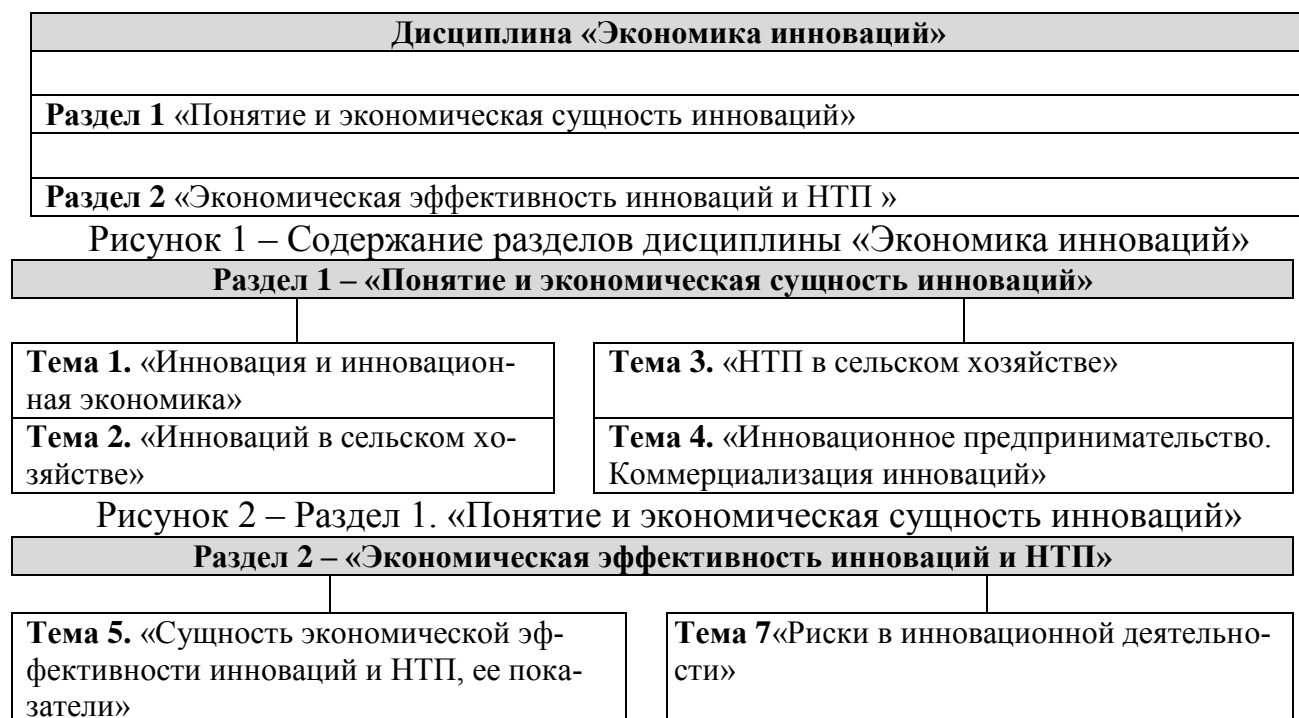 Дисциплина «Экономика инноваций»
Раздел 1 «Понятие и экономическая сущность инноваций»
Раздел 2 «Экономическая эффективность инноваций и НТП »
Рисунок 1 – Содержание разделов дисциплины «Экономика инноваций»
Раздел 1 – «Понятие и экономическая сущность инноваций»
Тема 1. «Инновация и инновацион-
ная экономика»
Тема 2. «Инноваций в сельском хо-
зяйстве»
Тема 3. «НТП в сельском хозяйстве»
Тема 4. «Инновационное предпринимательство.
Коммерциализация инноваций»
Рисунок 2 – Раздел 1. «Понятие и экономическая сущность инноваций»
Раздел 2 – «Экономическая эффективность инноваций и НТП»
Тема 5. «Сущность экономической эф-
фективности инноваций и НТП, ее пока-
затели»
Тема 7«Риски в инновационной деятельно-
сти»